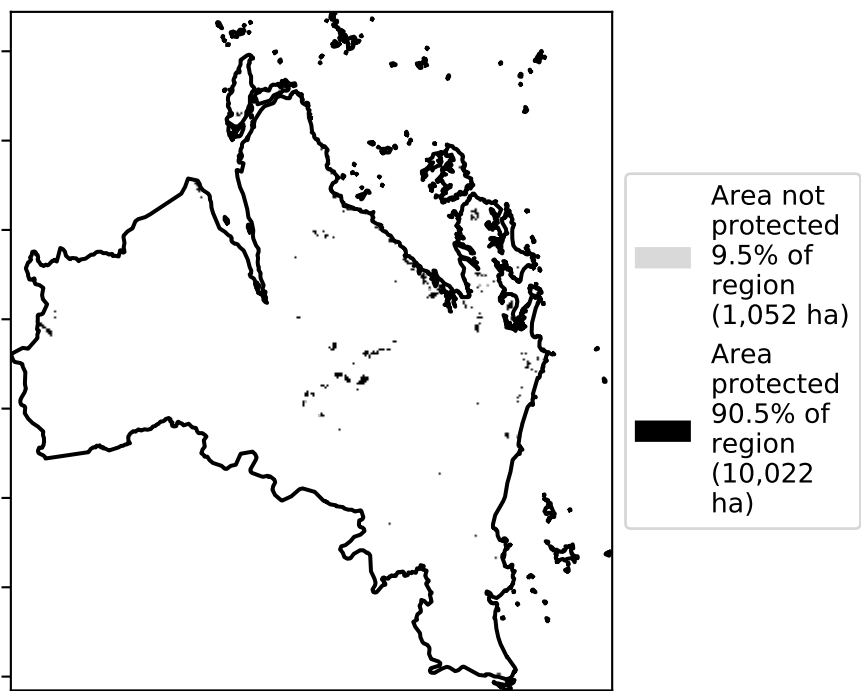 Area not
protected
9.5% of
region
(1,052 ha)
Area
protected
90.5% of
region
(10,022
ha)